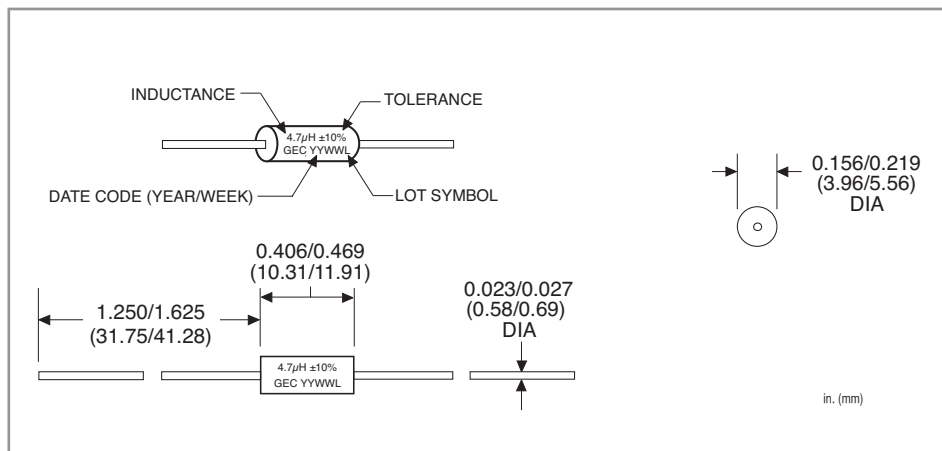 INDUCTANCE
TOLERANCE
4.7µH ±10%
GEC YYWWL
DATE CODE (YEAR/WEEK)
LOT SYMBOL
0.156/0.219
(3.96/5.56)
DIA
0.406/0.469
(10.31/11.91)
1.250/1.625
(31.75/41.28)
0.023/0.027
(0.58/0.69)
DIA
4.7µH ±10%
GEC YYWWL
in. (mm)